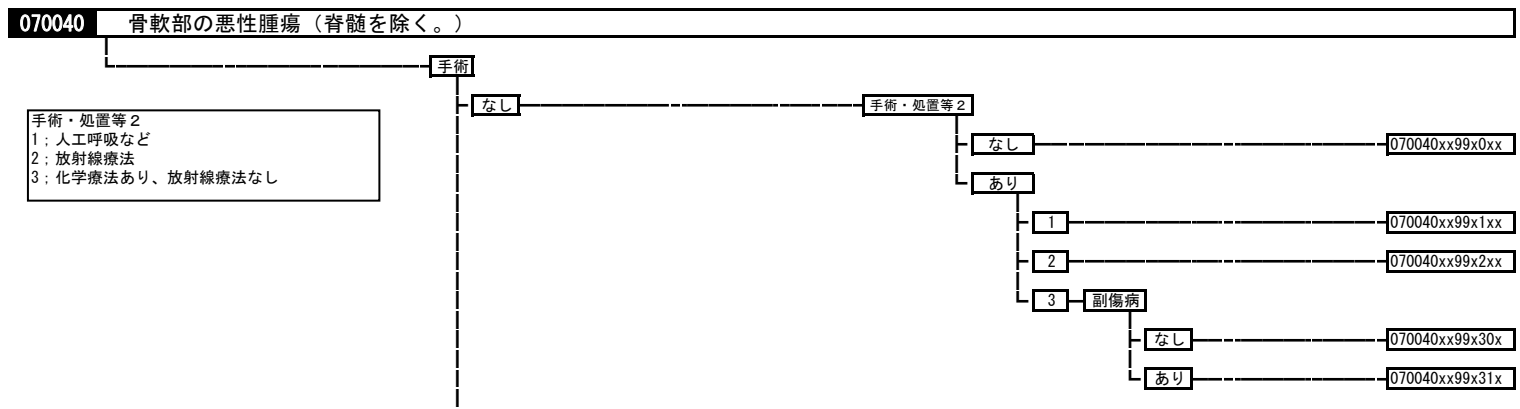 070040 骨軟部の悪性腫瘍（脊髄を除く。）
手術
なし 手術・処置等２
手術・処置等２
1；人工呼吸など
2；放射線療法
3；化学療法あり、放射線療法なし
なし 070040xx99x0xx
あり
1 070040xx99x1xx
2 070040xx99x2xx
3 副傷病
なし 070040xx99x30x
あり 070040xx99x31x